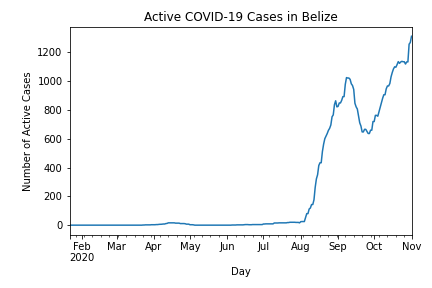 Active COVID-19 Cases in Belize
Number of Active Cases
1200
1000
800
600
400
200
0
Feb Mar Apr May Jun Jul Aug Sep Oct Nov
2020
Day